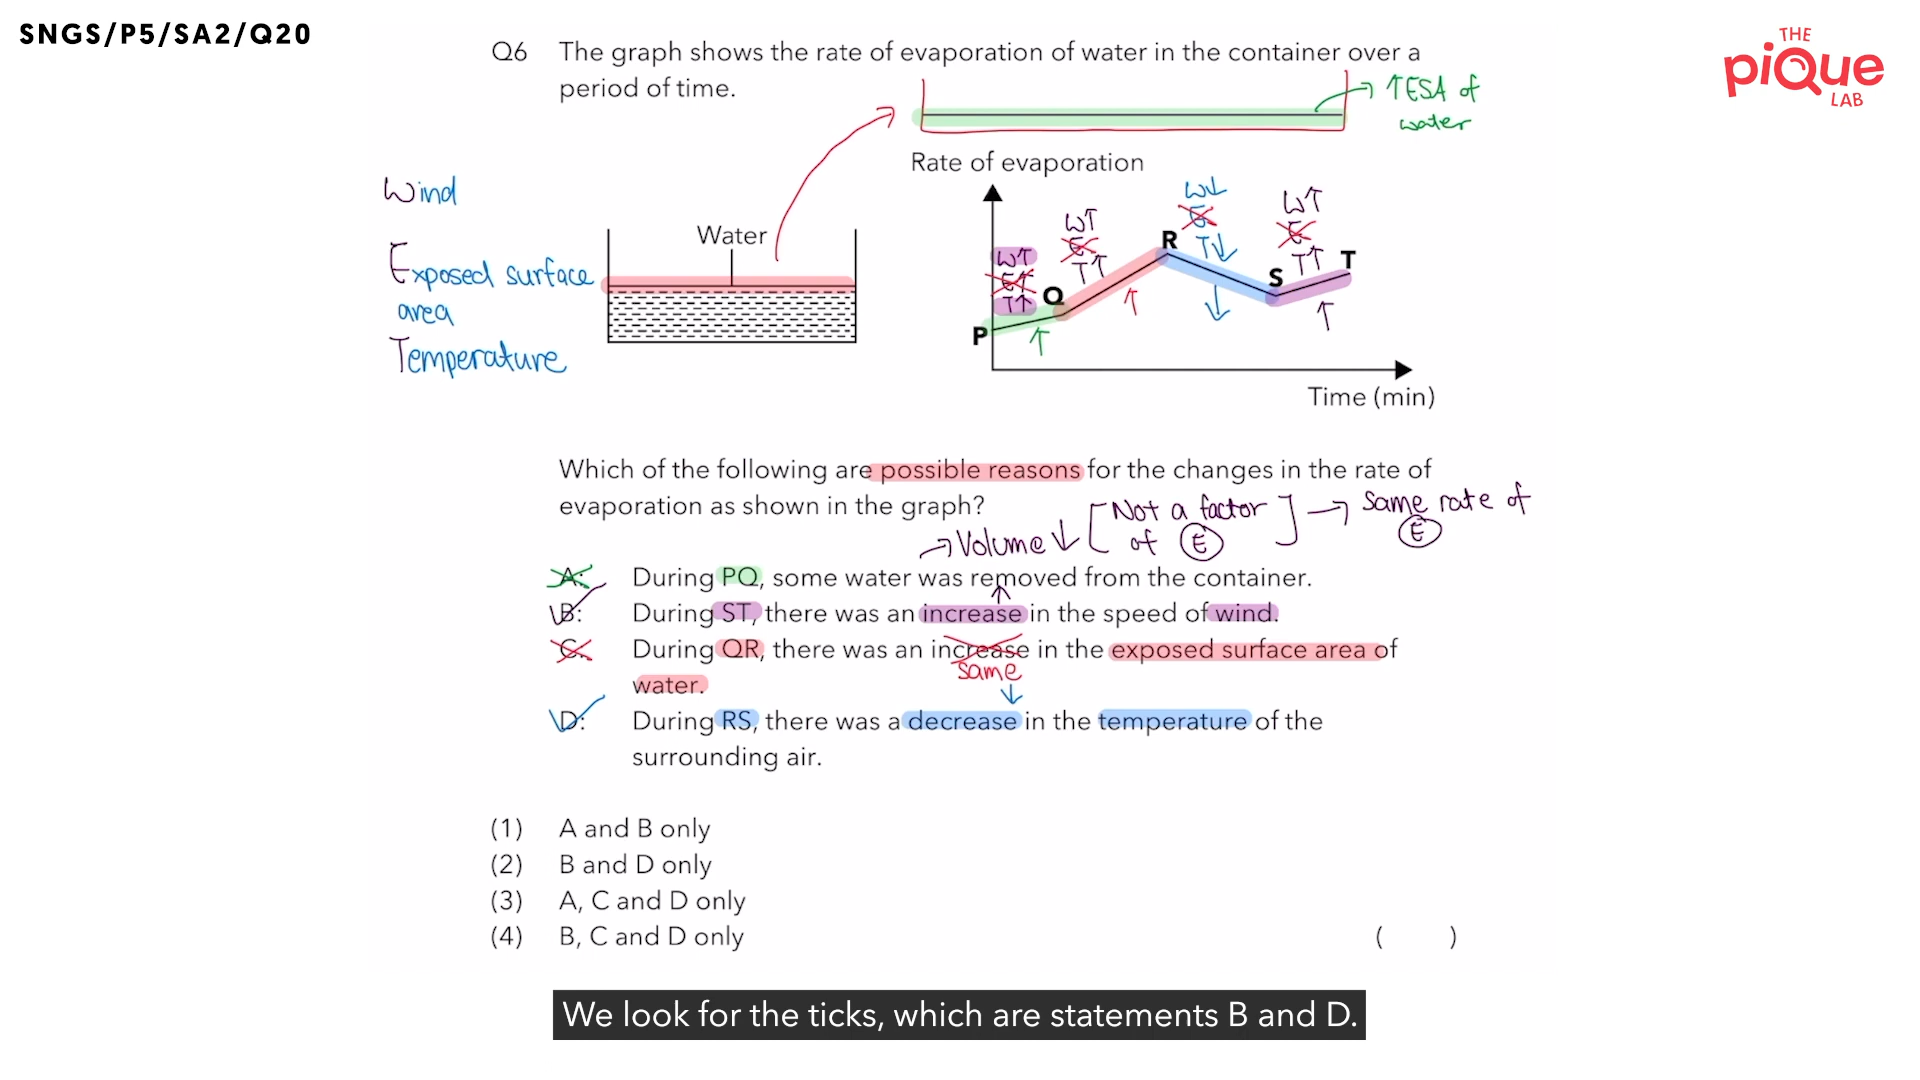 SNGS/P5/SA2/Q20
THE
piQue
LAB
Q6 The graph shows the rate of evaporation of water in the container over a
period of time.
↑ESA of
water
Rate of evaporation
Wind
Exposed surface
area
Temperature
Water
W↑
E↑
T↑
W↑
E
T↑
W↓
E
T↓
W↑
E
T↑
P
Q
R
S
T
↑
↑
↓
↑
Time (min)
Which of the following are possible reasons for the changes in the rate of
evaporation as shown in the graph?
→ Volume ↓ [Not a factor of E] → Same rate of E
A: During PQ, some water was removed from the container.
↑
B: During ST, there was an increase in the speed of wind.
C: During QR, there was an increase in the exposed surface area of
same
water.
↓
D: During RS, there was a decrease in the temperature of the
surrounding air.
(1) A and B only
(2) B and D only
(3) A, C and D only
(4) B, C and D only ( )
We look for the ticks, which are statements B and D.